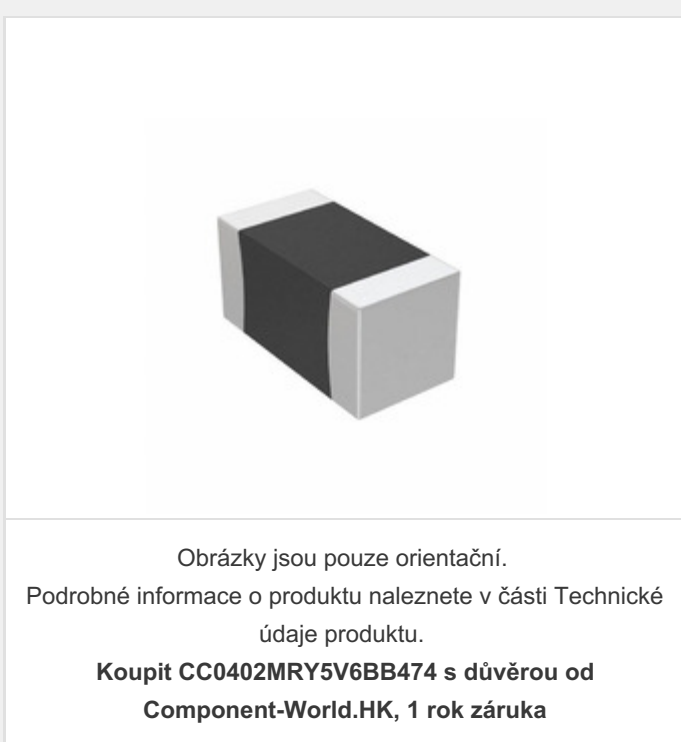 Obrázky jsou pouze orientační.
Podrobné informace o produktu naleznete v části Technické
údaje produktu.
Koupit CC0402MRY5V6BB474 s důvěrou od
Component-World.HK, 1 rok záruka